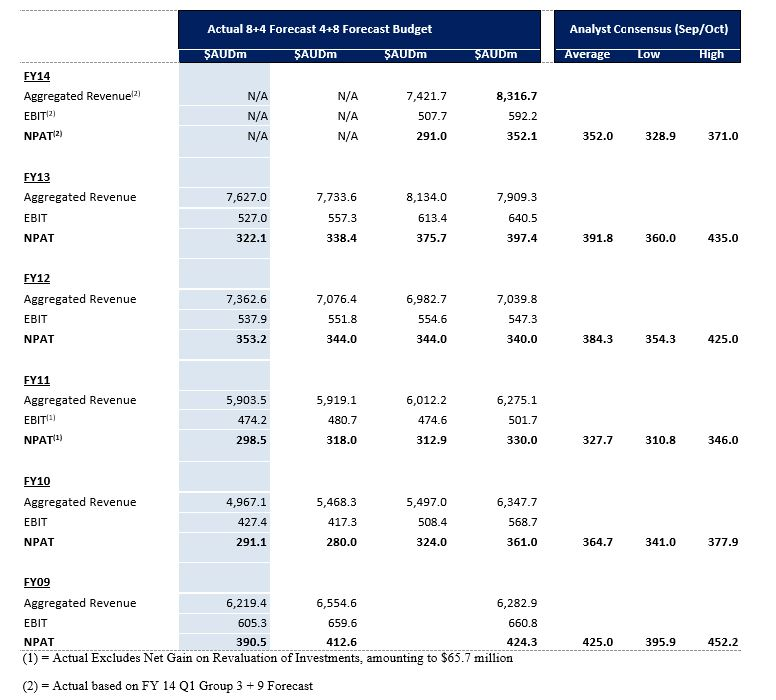 Actual 8+4 Forecast 4+8 Forecast Budget Analyst Consensus (Sep/Oct)
$AUDm $AUDm $AUDm $AUDm Average Low High
FY14
Aggregated Revenue(2) N/A N/A 7,421.7 8,316.7
EBIT(2) N/A N/A 507.7 592.2
NPAT(2) N/A N/A 291.0 352.1 352.0 328.9 371.0
FY13
Aggregated Revenue 7,627.0 7,733.6 8,134.0 7,909.3
EBIT 527.0 557.3 613.4 640.5
NPAT 322.1 338.4 375.7 397.4 391.8 360.0 435.0
FY12
Aggregated Revenue 7,362.6 7,076.4 6,982.7 7,039.8
EBIT 537.9 551.8 554.6 547.3
NPAT 353.2 344.0 344.0 340.0 384.3 354.3 425.0
FY11
Aggregated Revenue 5,903.5 5,919.1 6,012.2 6,275.1
EBIT(1) 474.2 480.7 474.6 501.7
NPAT(1) 298.5 318.0 312.9 330.0 327.7 310.8 346.0
FY10
Aggregated Revenue 4,967.1 5,468.3 5,497.0 6,347.7
EBIT 427.4 417.3 508.4 568.7
NPAT 291.1 280.0 324.0 361.0 364.7 341.0 377.9
FY09
Aggregated Revenue 6,219.4 6,554.6 6,282.9
EBIT 605.3 659.6 660.8
NPAT 390.5 412.6 424.3 425.0 395.9 452.2
(1) = Actual Excludes Net Gain on Revaluation of Investments, amounting to $65.7 million
(2) = Actual based on FY 14 Q1 Group 3 + 9 Forecast